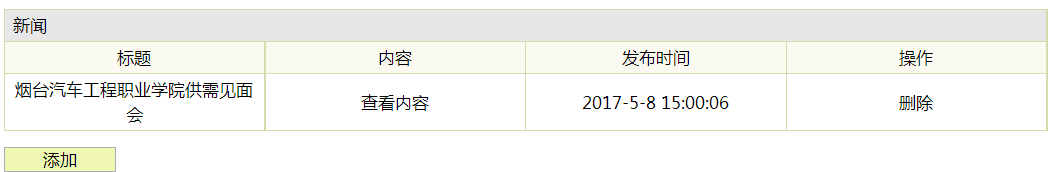 新闻
标题 内容 发布时间 操作
烟台汽车工程职业学院供需见面
会 查看内容 2017-5-8 15:00:06 删除
添加